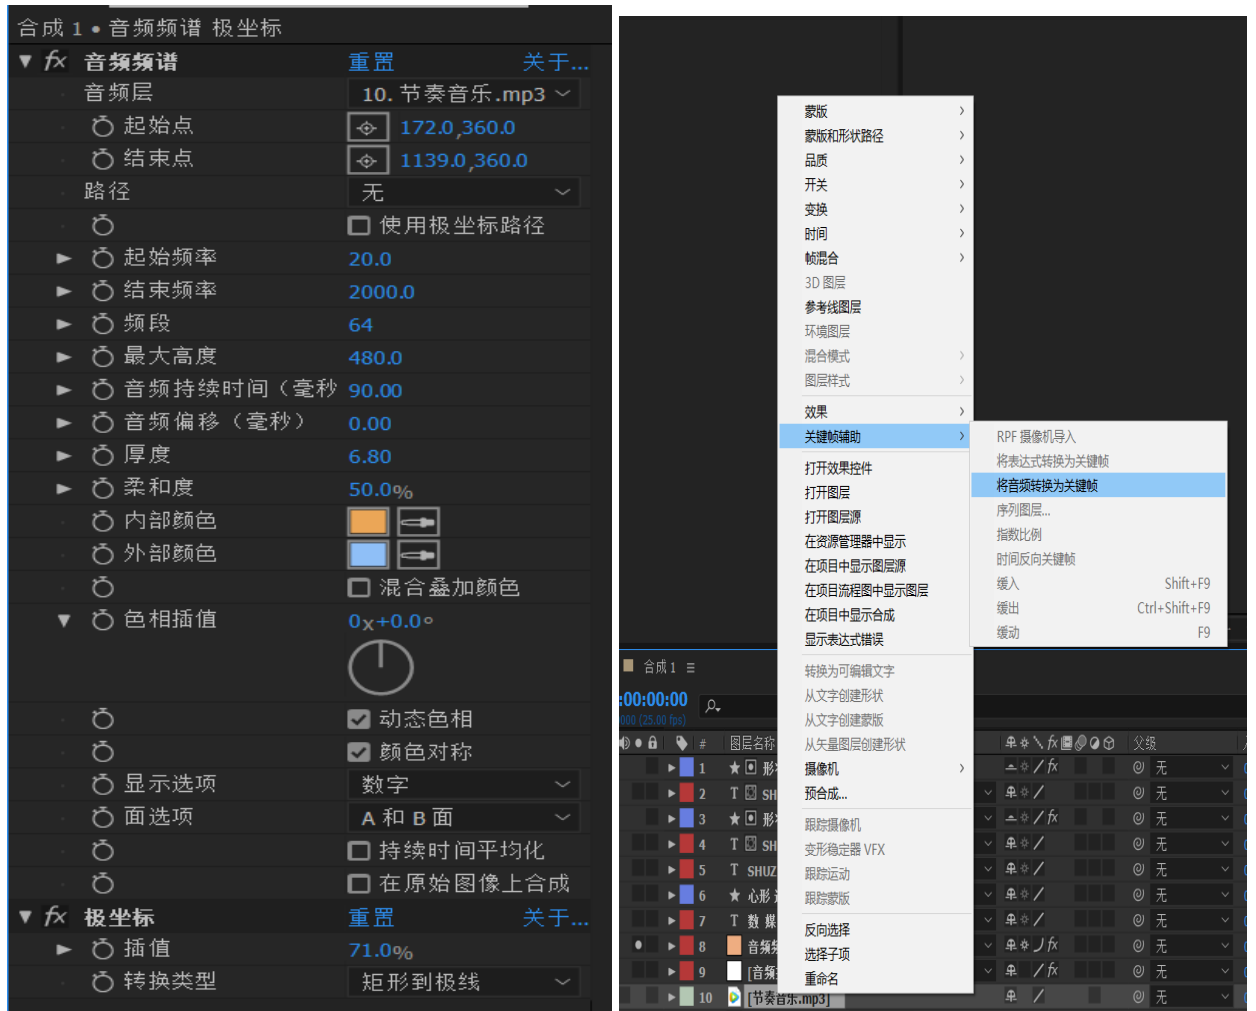 合成 1 • 音频频谱 极坐标
fx 音频频谱 重置 关于...
音频层 10. 节奏音乐.mp3
起始点 172.0,360.0
结束点 1139.0,360.0
路径 无
使用极坐标路径
起始频率 20.0
结束频率 2000.0
频段 64
最大高度 480.0
音频持续时间（毫秒 90.00
音频偏移（毫秒） 0.00
厚度 6.80
柔和度 50.0%
内部颜色
外部颜色
混合叠加颜色
色相插值 0x+0.0°
动态色相
颜色对称
显示选项 数字
面选项 A 和 B 面
持续时间平均化
在原始图像上合成
fx 极坐标 重置 关于...
插值 71.0%
转换类型 矩形到极线
蒙版
蒙版和形状路径
品质
开关
变换
时间
帧混合
3D 图层
参考线图层
环境图层
混合模式
图层样式
效果
关键帧辅助
打开效果控件
打开图层
打开图层源
在资源管理器中显示
在项目中显示图层源
在项目流程图中显示图层
在项目中显示合成
显示表达式错误
转换为可编辑文字
从文字创建形状
从文字创建蒙版
从矢量图层创建形状
摄像机
预合成...
跟踪摄像机
变形稳定器 VFX
跟踪运动
跟踪蒙版
反向选择
选择子项
重命名
RPF 摄像机导入
将表达式转换为关键帧
将音频转换为关键帧
序列图层...
指数比例
时间反向关键帧
缓入 Shift+F9
缓出 Ctrl+Shift+F9
缓动 F9
合成 1
:00:00:00
000 (25.00 fps)
# 图层名称 fx 父级
1 形 fx 无
2 T SH 无
3 形 fx 无
4 T SH 无
5 T SHUZ 无
6 心形 无
7 T 数 媒 无
8 音频频 fx 无
9 [音频 fx 无
10 [节奏音乐.mp3] 无